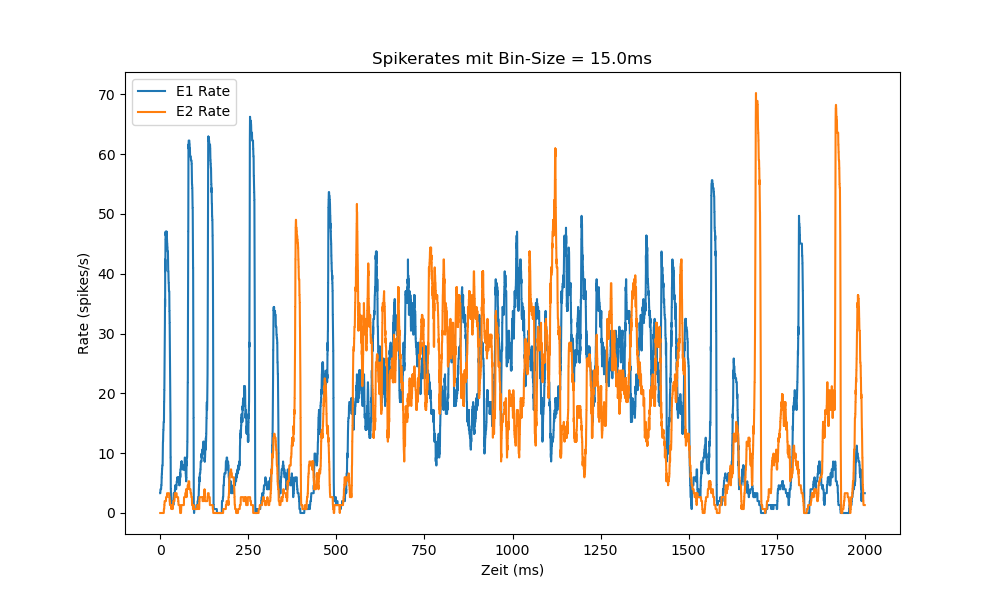 Spikerates mit Bin-Size = 15.0ms
E1 Rate
E2 Rate
70
60
50
40
30
20
10
0
Rate (spikes/s)
0 250 500 750 1000 1250 1500 1750 2000
Zeit (ms)